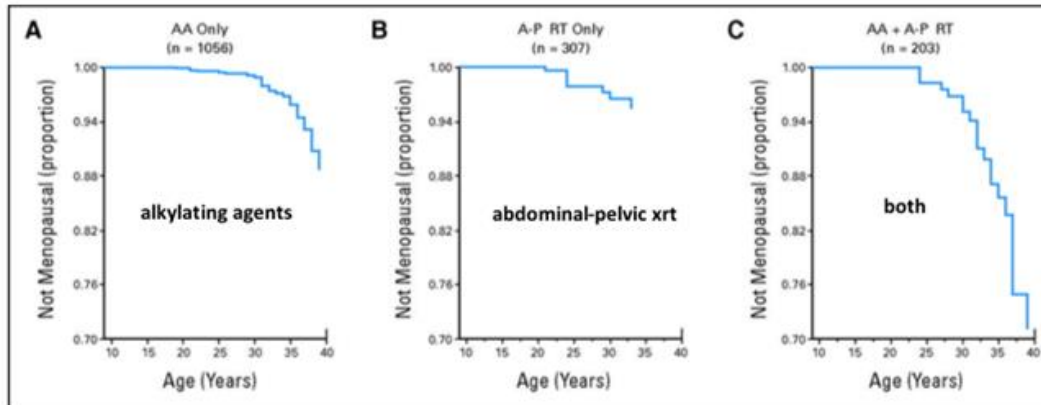 A
AA Only
(n = 1056)
Not Menopausal (proportion)
1.00
0.94
0.88
0.82
0.76
0.70
alkylating agents
10 15 20 25 30 35 40
Age (Years)
B
A-P RT Only
(n = 307)
Not Menopausal (proportion)
1.00
0.94
0.88
0.82
0.76
0.70
abdominal-pelvic xrt
10 15 20 25 30 35 40
Age (Years)
C
AA + A-P RT
(n = 203)
Not Menopausal (proportion)
1.00
0.94
0.88
0.82
0.76
0.70
both
10 15 20 25 30 35 40
Age (Years)